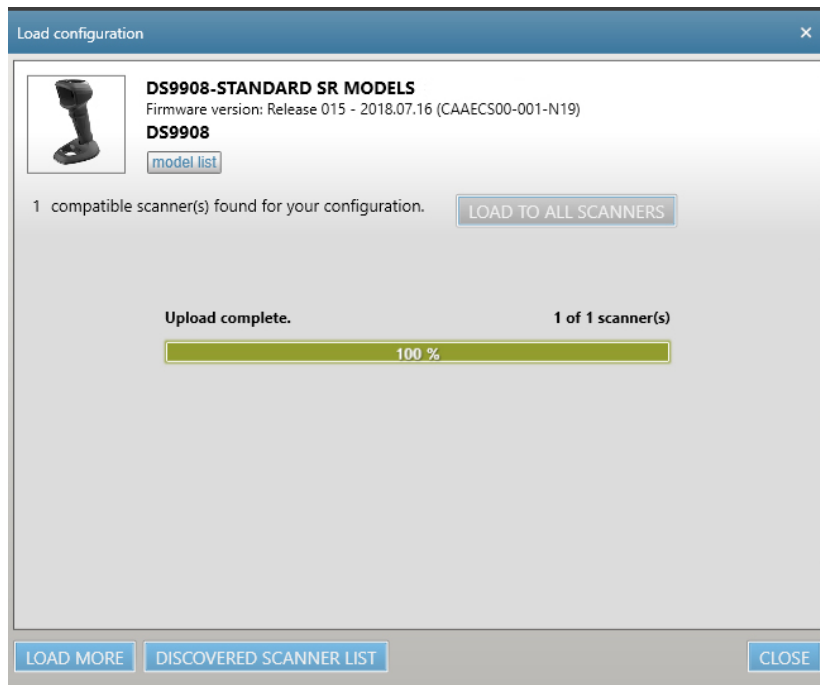 Load configuration
DS9908-STANDARD SR MODELS
Firmware version: Release 015 - 2018.07.16 (CAAECS00-001-N19)
DS9908
model list
1 compatible scanner(s) found for your configuration.
LOAD TO ALL SCANNERS
Upload complete. 1 of 1 scanner(s)
100 %
LOAD MORE DISCOVERED SCANNER LIST CLOSE